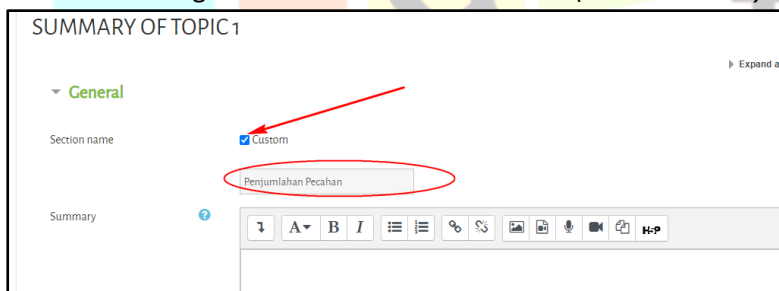 SUMMARY OF TOPIC 1
Expand a
General
Section name
Custom
Penjumlahan Pecahan
Summary
A B I H-P